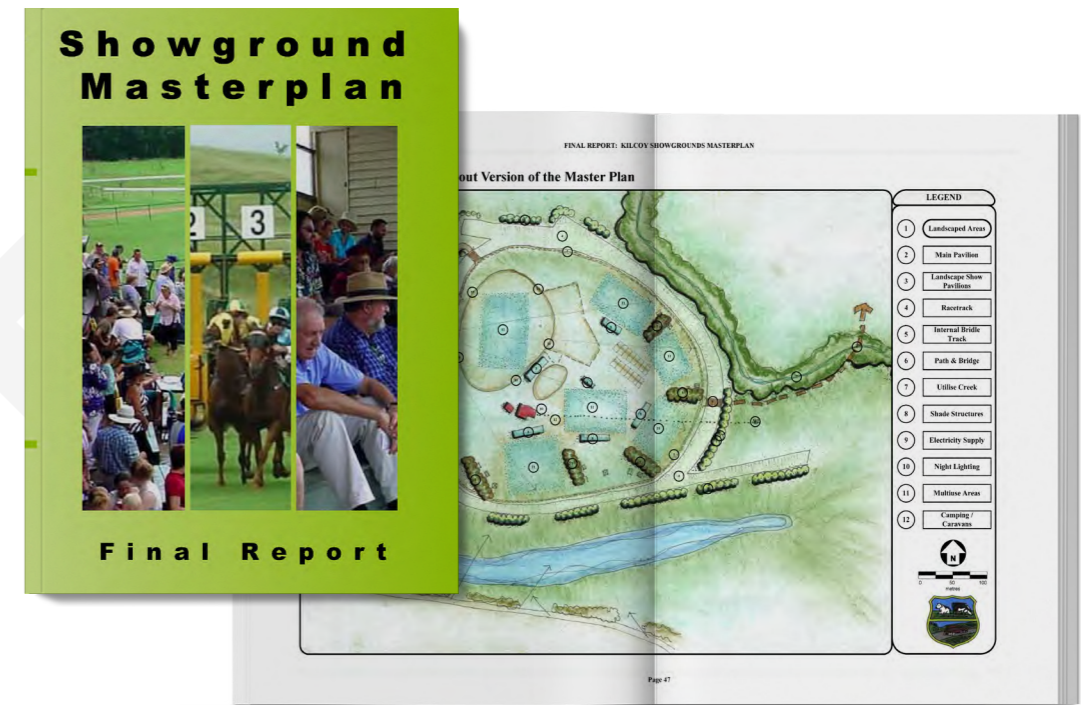 Showground
Masterplan
2
3
Final Report
FINAL REPORT: KILCOY SHOWGROUNDS MASTERPLAN
out Version of the Master Plan
LEGEND
1 Landscaped Areas
2 Main Pavilion
3 Landscape Show
Pavilions
4 Racetrack
5 Internal Bridle
Track
6 Path & Bridge
7 Utilise Creek
8 Shade Structures
9 Electricity Supply
10 Night Lighting
11 Multiuse Areas
12 Camping /
Caravans
N
0 50 100
metres
Page 47